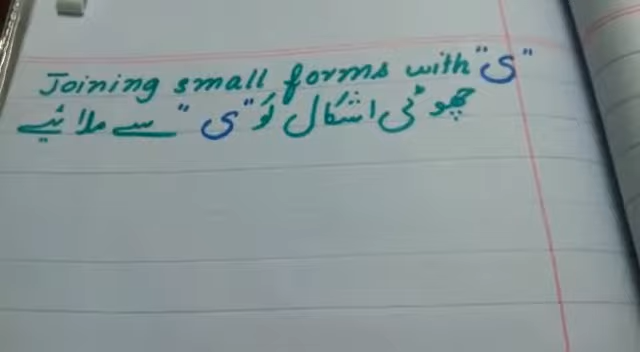 Joining small forms with "ی"
چھوٹی اشکال کو "ی" سے ملائیے